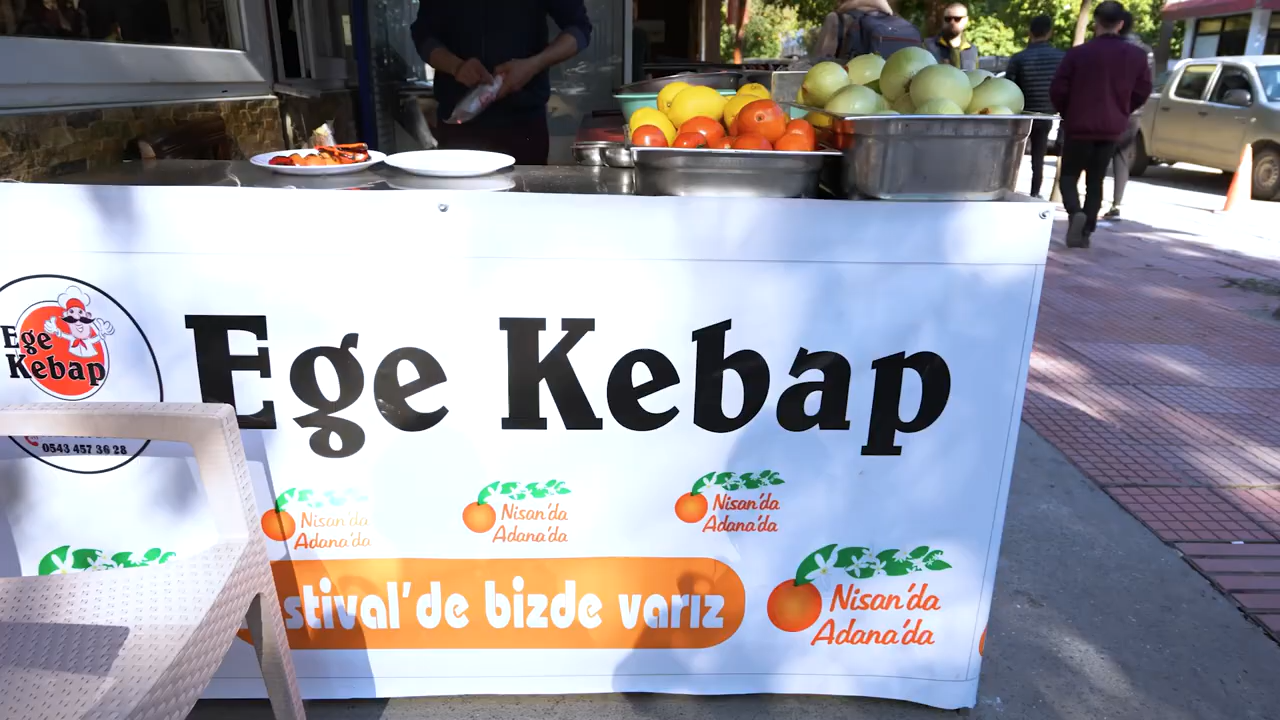 Ege
Kebap
0543 457 36 28
Ege Kebap
Nisan'da
Adana'da
Nisan'da
Adana'da
Nisan'da
Adana'da
stival'de bizde varız
Nisan'da
Adana'da